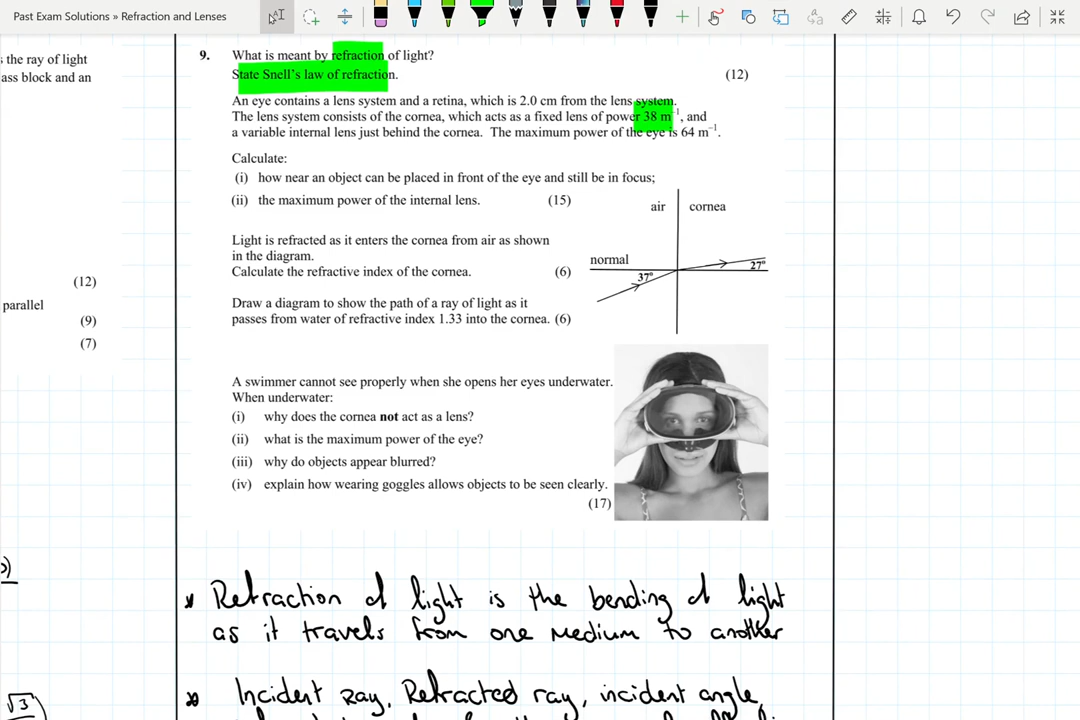 Past Exam Solutions » Refraction and Lenses
the ray of light
ass block and an
(12)
parallel
(9)
(7)
9. What is meant by refraction of light?
State Snell's law of refraction. (12)
An eye contains a lens system and a retina, which is 2.0 cm from the lens system.
The lens system consists of the cornea, which acts as a fixed lens of power 38 m⁻¹, and
a variable internal lens just behind the cornea. The maximum power of the eye is 64 m⁻¹.
Calculate:
(i) how near an object can be placed in front of the eye and still be in focus;
(ii) the maximum power of the internal lens. (15)
air cornea
Light is refracted as it enters the cornea from air as shown
in the diagram.
Calculate the refractive index of the cornea. (6)
normal
37°
27°
Draw a diagram to show the path of a ray of light as it
passes from water of refractive index 1.33 into the cornea. (6)
A swimmer cannot see properly when she opens her eyes underwater.
When underwater:
(i) why does the cornea not act as a lens?
(ii) what is the maximum power of the eye?
(iii) why do objects appear blurred?
(iv) explain how wearing goggles allows objects to be seen clearly.
(17)
Refraction of light is the bending of light
as it travels from one medium to another
Incident ray, Refracted ray, incident angle,
√3